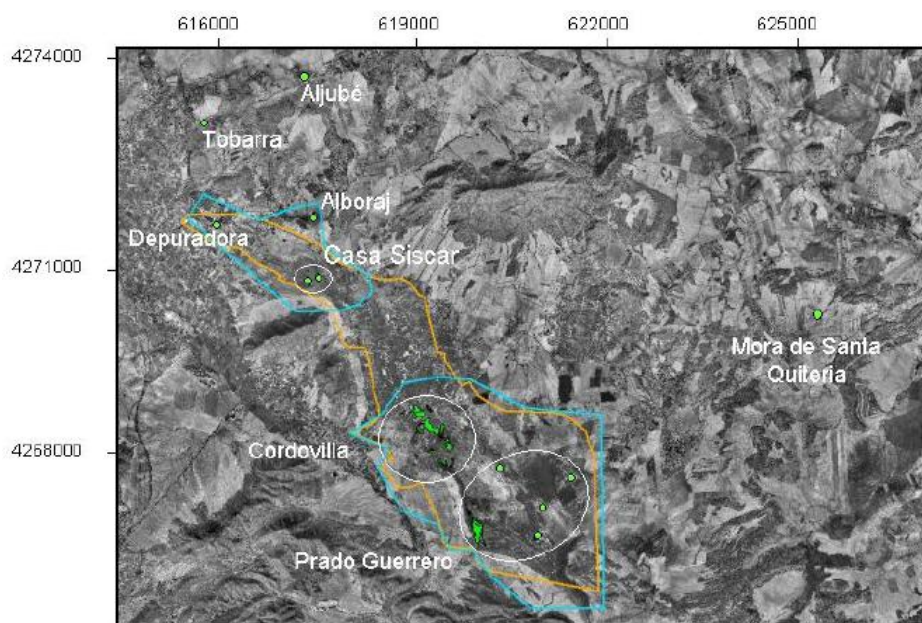 616000 619000 622000 625000
4274000
Aljubé
Tobarra
Alboraj
Depuradora
Casa Siscar
4271000
Mora de Santa
Quiteria
Cordovilla
4268000
Prado Guerrero